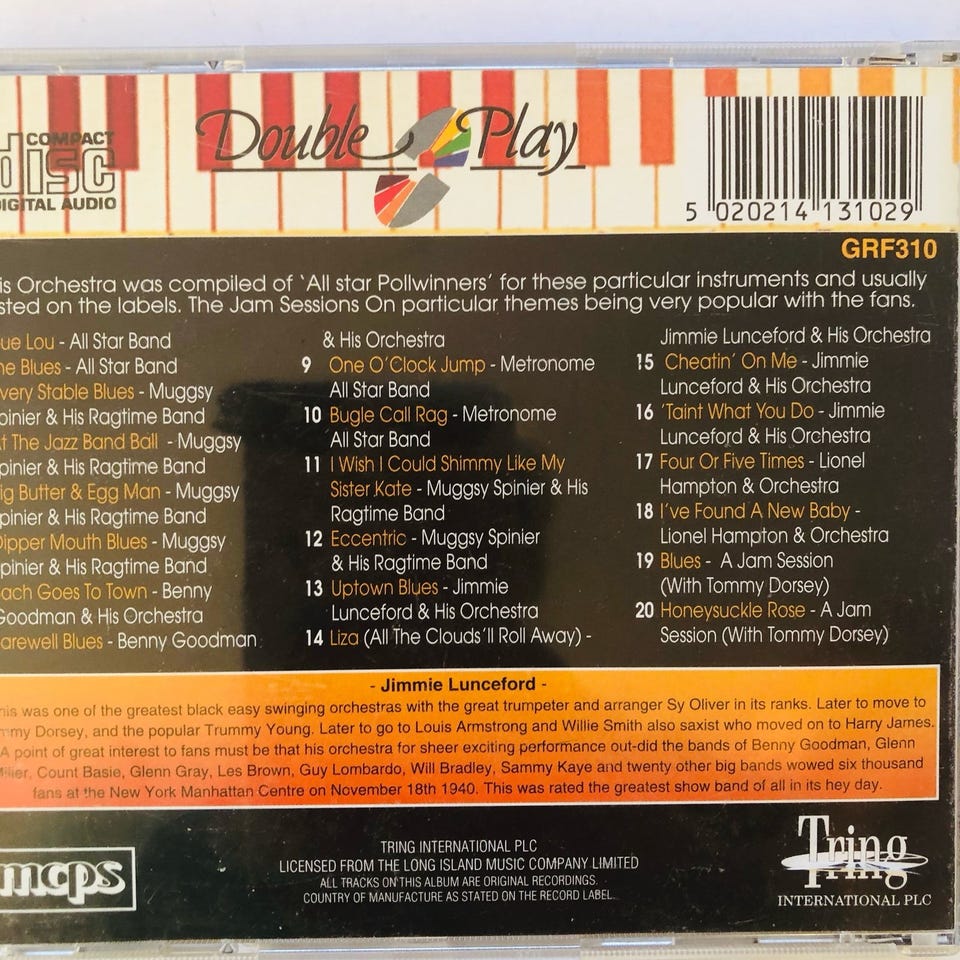 COMPACT
disc
DIGITAL AUDIO
Double Play
5 020214 131029
GRF310
is Orchestra was compiled of 'All star Pollwinners' for these particular instruments and usually
sted on the labels. The Jam Sessions On particular themes being very popular with the fans.
ue Lou - All Star Band
he Blues - All Star Band
very Stable Blues - Muggsy
pinier & His Ragtime Band
t The Jazz Band Ball - Muggsy
pinier & His Ragtime Band
ig Butter & Egg Man - Muggsy
pinier & His Ragtime Band
Dipper Mouth Blues - Muggsy
pinier & His Ragtime Band
ach Goes To Town - Benny
Goodman & His Orchestra
arewell Blues - Benny Goodman
& His Orchestra
9 One O'Clock Jump - Metronome
All Star Band
10 Bugle Call Rag - Metronome
All Star Band
11 I Wish I Could Shimmy Like My
Sister Kate - Muggsy Spinier & His
Ragtime Band
12 Eccentric - Muggsy Spinier
& His Ragtime Band
13 Uptown Blues - Jimmie
Lunceford & His Orchestra
14 Liza (All The Clouds'll Roll Away) -
Jimmie Lunceford & His Orchestra
15 Cheatin' On Me - Jimmie
Lunceford & His Orchestra
16 'Taint What You Do - Jimmie
Lunceford & His Orchestra
17 Four Or Five Times - Lionel
Hampton & Orchestra
18 I've Found A New Baby -
Lionel Hampton & Orchestra
19 Blues - A Jam Session
(With Tommy Dorsey)
20 Honeysuckle Rose - A Jam
Session (With Tommy Dorsey)
- Jimmie Lunceford -
his was one of the greatest black easy swinging orchestras with the great trumpeter and arranger Sy Oliver in its ranks. Later to move to
mmy Dorsey, and the popular Trummy Young. Later to go to Louis Armstrong and Willie Smith also saxist who moved on to Harry James.
A point of great interest to fans must be that his orchestra for sheer exciting performance out-did the bands of Benny Goodman, Glenn
Miller, Count Basie, Glenn Gray, Les Brown, Guy Lombardo, Will Bradley, Sammy Kaye and twenty other big bands wowed six thousand
fans at the New York Manhattan Centre on November 18th 1940. This was rated the greatest show band of all in its hey day.
mcps
TRING INTERNATIONAL PLC
LICENSED FROM THE LONG ISLAND MUSIC COMPANY LIMITED
ALL TRACKS ON THIS ALBUM ARE ORIGINAL RECORDINGS.
COUNTRY OF MANUFACTURE AS STATED ON THE RECORD LABEL.
Tring
INTERNATIONAL PLC